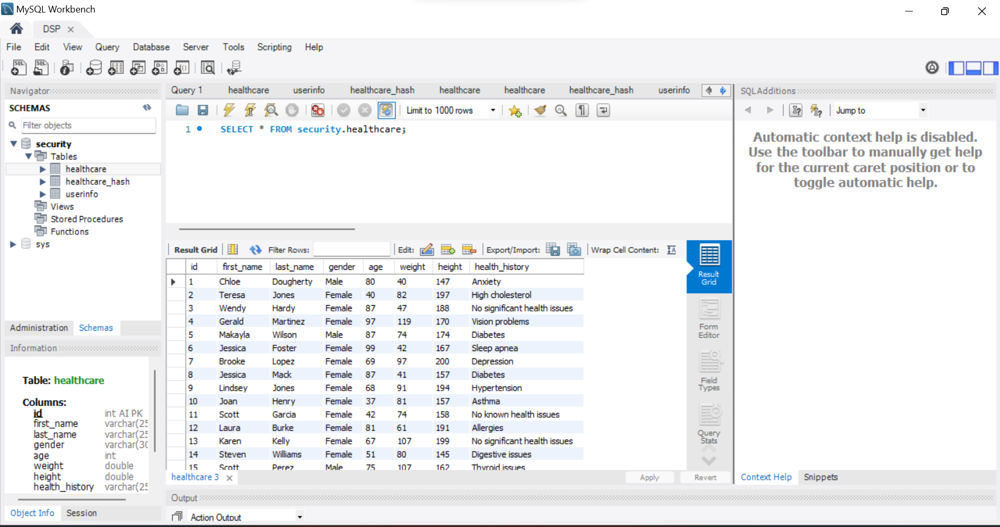 MySQL Workbench
DSP
File Edit View Query Database Server Tools Scripting Help
Navigator
SCHEMAS
Filter objects
security
Tables
healthcare
healthcare_hash
userinfo
Views
Stored Procedures
Functions
sys
Administration Schemas
Information
Table: healthcare
Columns:
id int AI PK
first_name varchar(25
last_name varchar(25
gender varchar(30
age int
weight double
height double
health_history varchar(25
Object Info Session
Query 1 healthcare userinfo healthcare_hash healthcare healthcare healthcare_hash userinfo
Limit to 1000 rows
1 SELECT * FROM security.healthcare;
Result Grid Filter Rows: Edit: Export/Import: Wrap Cell Content:
id first_name last_name gender age weight height health_history
1 Chloe Dougherty Male 80 40 147 Anxiety
2 Teresa Jones Female 40 82 197 High cholesterol
3 Wendy Hardy Female 87 47 188 No significant health issues
4 Gerald Martinez Female 97 119 170 Vision problems
5 Makayla Wilson Male 87 74 174 Diabetes
6 Jessica Foster Female 99 42 167 Sleep apnea
7 Brooke Lopez Female 69 97 200 Depression
8 Jessica Mack Female 87 41 157 Diabetes
9 Lindsey Jones Female 68 91 194 Hypertension
10 Joan Henry Female 37 81 157 Asthma
11 Scott Garcia Female 42 74 158 No known health issues
12 Laura Burke Female 81 61 191 Allergies
13 Karen Kelly Female 67 107 199 No significant health issues
14 Steven Williams Female 51 80 145 Digestive issues
15 Scott Perez Male 75 107 162 Thyroid issues
Result
Grid
Form
Editor
Field
Types
Query
Stats
healthcare 3 Apply Revert
Output
Action Output
SQLAdditions
Jump to
Automatic context help is disabled.
Use the toolbar to manually get help
for the current caret position or to
toggle automatic help.
Context Help Snippets